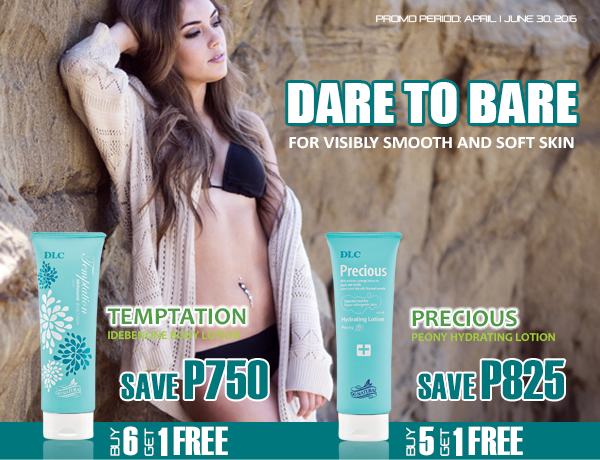 PROMO PERIOD: APRIL 1 JUNE 30, 2016
DARE TO BARE
FOR VISIBLY SMOOTH AND SOFT SKIN
DLC
Temptation
TEMPTATION
IDEBENONE BODY LOTION
SAVE P750
BUY 6 GET 1 FREE
DLC
Precious
Hydrating Lotion
Peony
PRECIOUS
PEONY HYDRATING LOTION
SAVE P825
BUY 5 GET 1 FREE